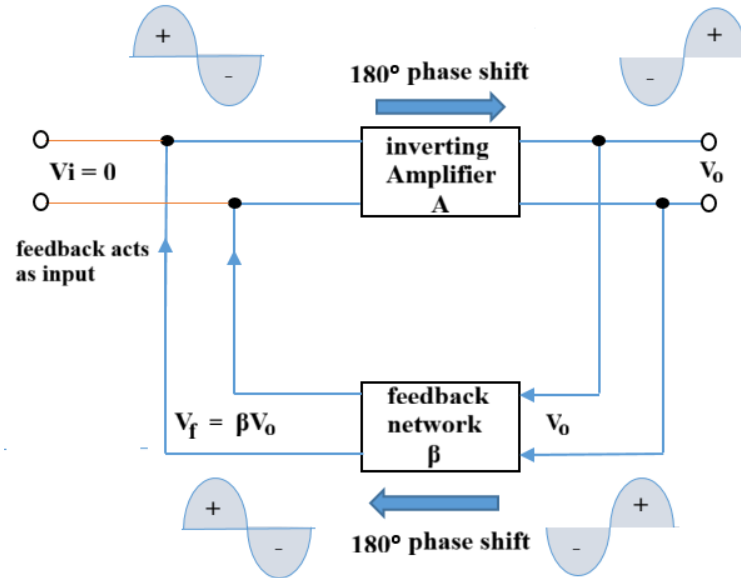 +
-
180° phase shift
-
+
Vi = 0
inverting
Amplifier
A
Vo
feedback acts
as input
Vf = βVo
feedback
network
β
Vo
+
-
180° phase shift
-
+